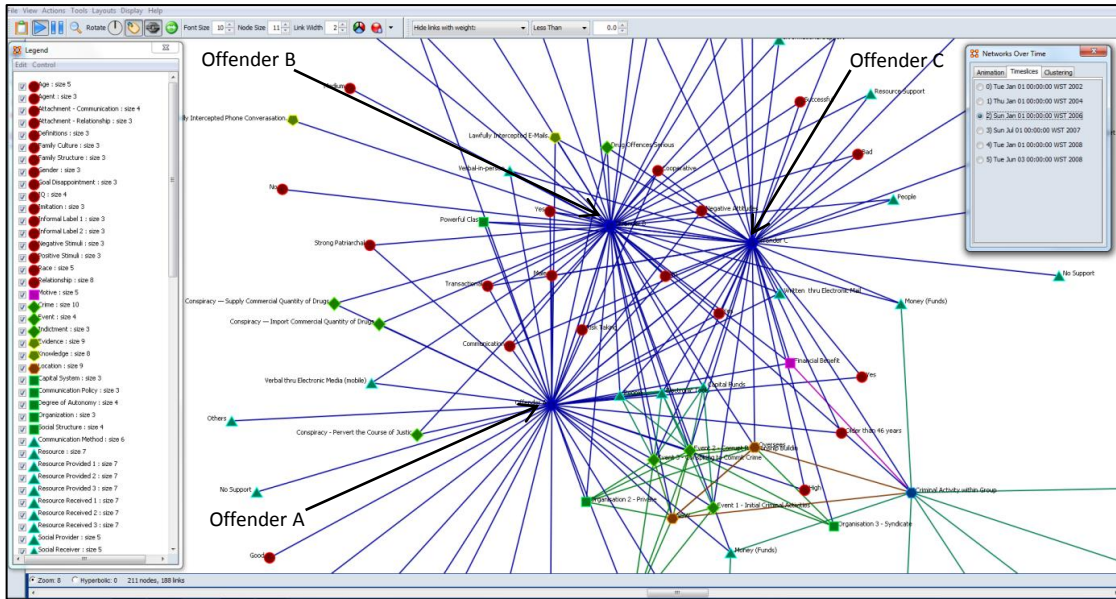 File View Actions Tools Layouts Display Help
Rotate Font Size 10 Node Size 11 Link Width 2 Hide links with weight: Less Than 0.0
Legend
Edit Control
Age : size 5
Agent : size 3
Attachment - Communication : size 4
Attachment - Relationship : size 3
Definitions : size 3
Family Culture : size 3
Family Structure : size 3
Gender : size 3
Goal Disappointment : size 3
IQ : size 4
Imitation : size 3
Informal Label 1 : size 3
Informal Label 2 : size 3
Negative Stimuli : size 3
Positive Stimuli : size 3
Race : size 5
Relationship : size 8
Motive : size 5
Crime : size 10
Event : size 4
Indictment : size 3
Evidence : size 9
Knowledge : size 8
Location : size 9
Capital System : size 3
Communication Policy : size 3
Degree of Autonomy : size 4
Organization : size 3
Social Structure : size 4
Communication Method : size 6
Resource : size 7
Resource Provided 1 : size 7
Resource Provided 2 : size 7
Resource Provided 3 : size 7
Resource Received 1 : size 7
Resource Received 2 : size 7
Resource Received 3 : size 7
Social Provider : size 5
Social Receiver : size 5
Offender B
Offender C
Networks Over Time
Animation Timeslices Clustering
0) Tue Jan 01 00:00:00 WST 2002
1) Thu Jan 01 00:00:00 WST 2004
2) Sun Jan 01 00:00:00 WST 2006
3) Sun Jul 01 00:00:00 WST 2007
4) Tue Jan 01 00:00:00 WST 2008
5) Tue Jun 03 00:00:00 WST 2008
Medium
Successful
Resource Support
lly Intercepted Phone Converasation
Lawfully Intercepted E-Mails
Drug Offences Serious
Bad
Verbal-in-person
Cooperative
No
People
Yes
Negative Attitude
Powerful Class
Offender C
Strong Patriarchal
Male
No Support
Transactional
Written thru Electronic Mail
Conspiracy — Supply Commercial Quantity of Drugs
Money (Funds)
Conspiracy — Import Commercial Quantity of Drugs
Risk Taking
Communication
Financial Benefit
Yes
Verbal thru Electronic Media (mobile)
Capital Funds
Offender
Others
Older than 46 years
Conspiracy - Pervert the Course of Justic
Overseas
Event 3 - Conspiring to Commit Crime
No Support
High
Criminal Activity within Group
Organisation 2 - Private
Event 1 - Initial Criminal Activities
Offender A
Organisation 3 - Syndicate
Good
Money (Funds)
Zoom: 8 Hyperbolic: 0 211 nodes, 188 links